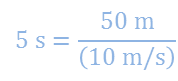 5 s = 50 m / (10 m/s)